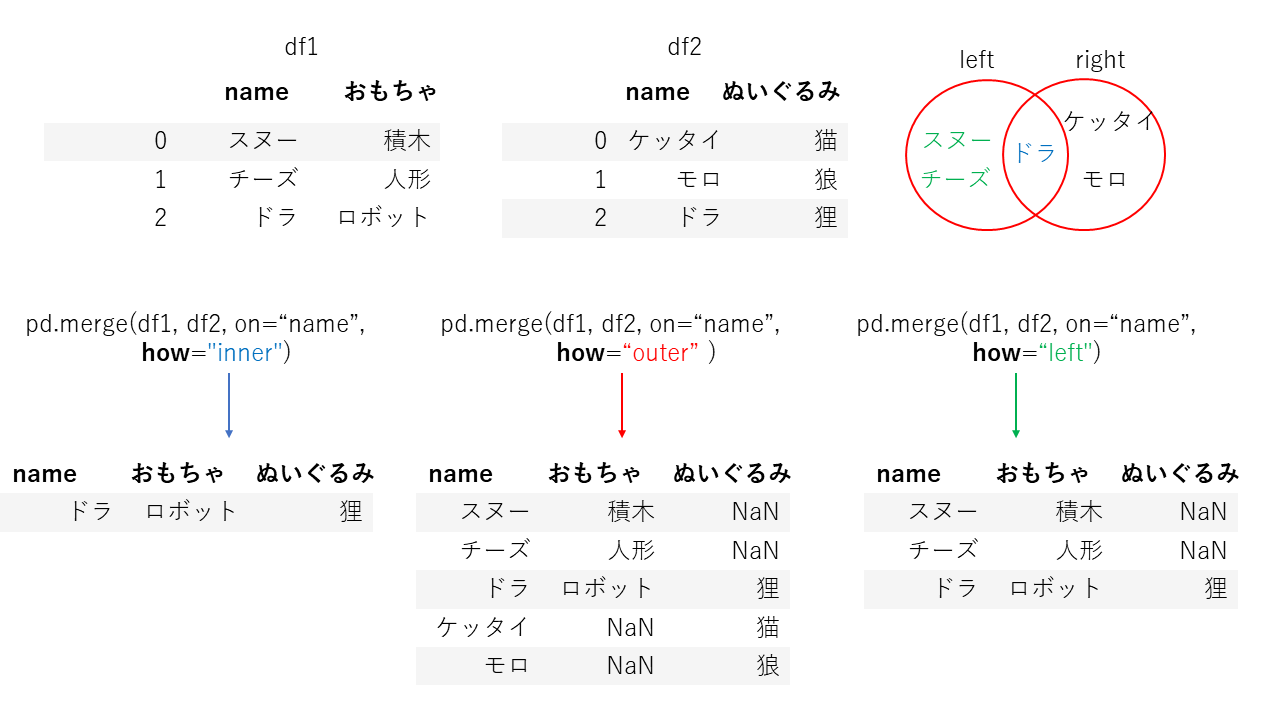 df1
name おもちゃ
0 スヌー 積木
1 チーズ 人形
2 ドラ ロボット
df2
name ぬいぐるみ
0 ケッタイ 猫
1 モロ 狼
2 ドラ 狸
left right
ケッタイ
スヌー
ドラ
チーズ
モロ
pd.merge(df1, df2, on=“name”,
how="inner")
name おもちゃ ぬいぐるみ
ドラ ロボット 狸
pd.merge(df1, df2, on=“name”,
how=“outer” )
name おもちゃ ぬいぐるみ
スヌー 積木 NaN
チーズ 人形 NaN
ドラ ロボット 狸
ケッタイ NaN 猫
モロ NaN 狼
pd.merge(df1, df2, on=“name”,
how=“left")
name おもちゃ ぬいぐるみ
スヌー 積木 NaN
チーズ 人形 NaN
ドラ ロボット 狸